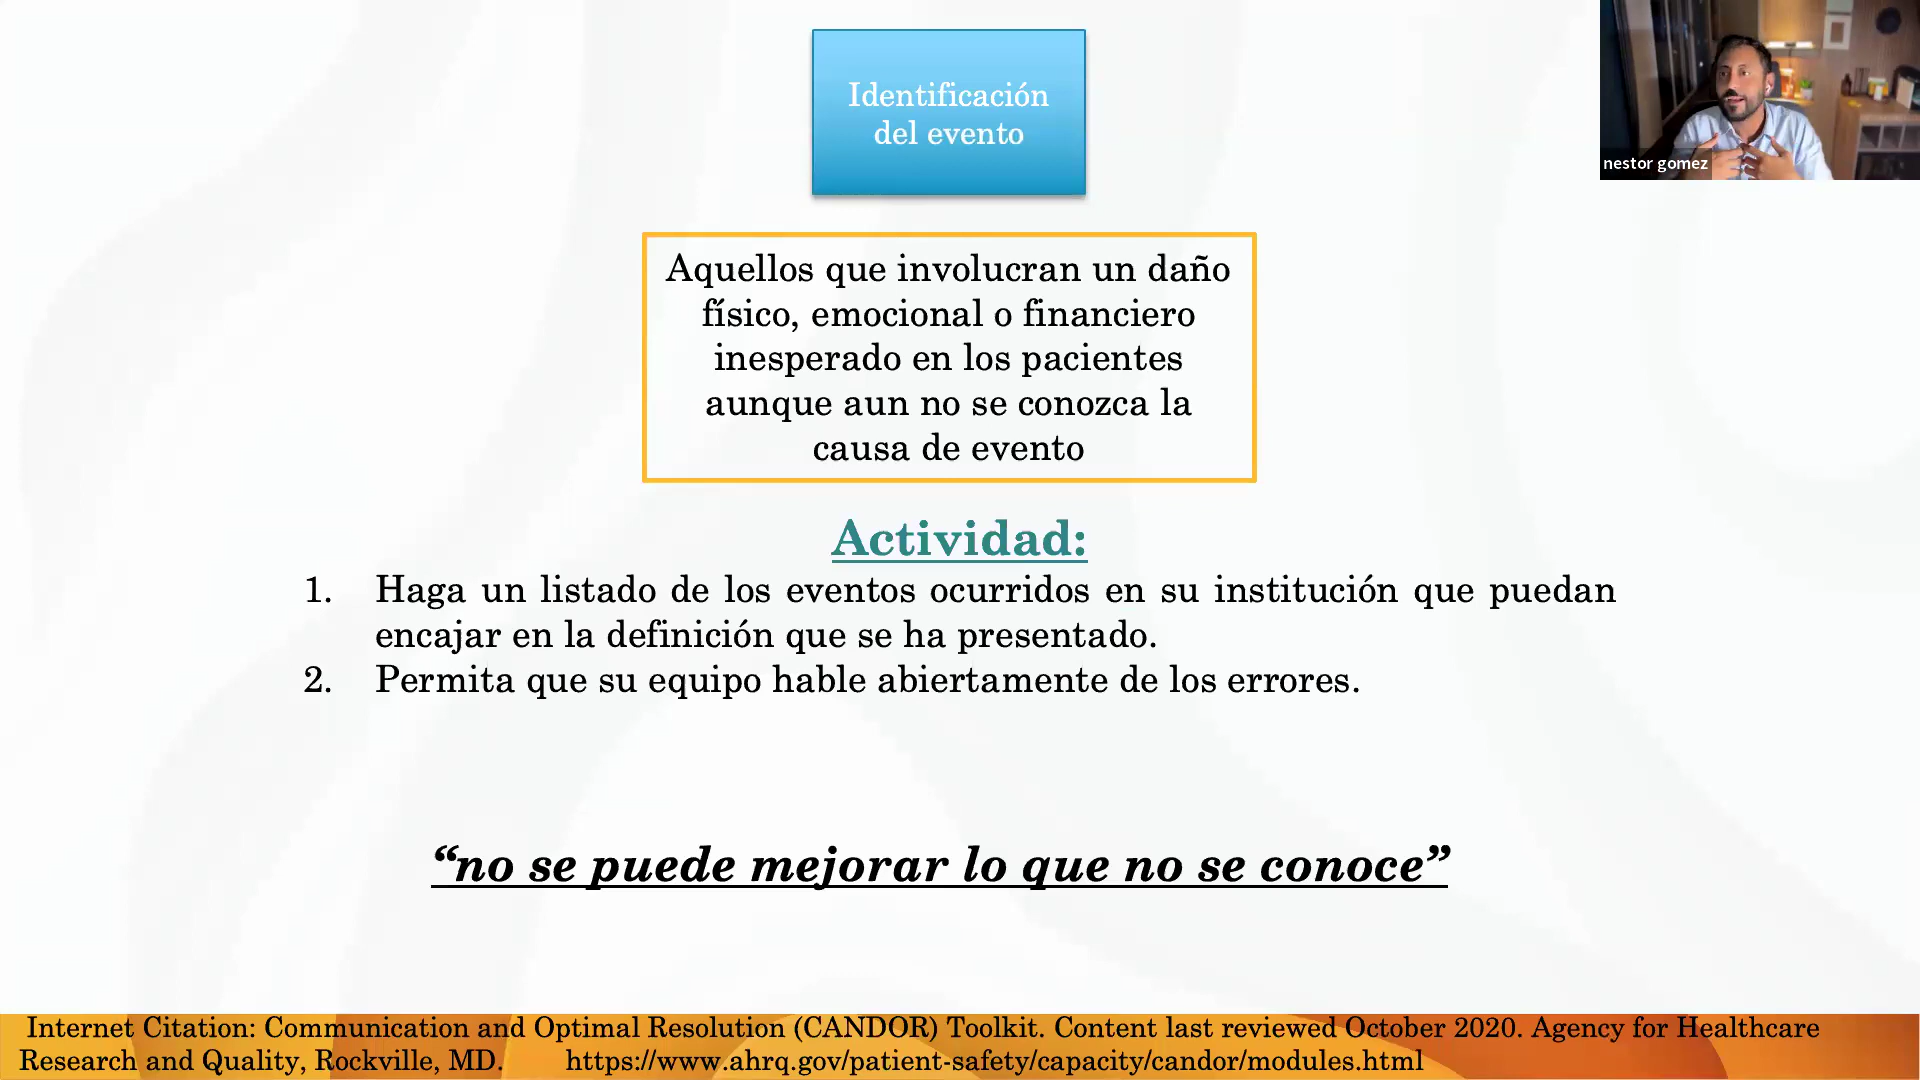 Identificación
del evento
nestor gomez
Aquellos que involucran un daño
físico, emocional o financiero
inesperado en los pacientes
aunque aun no se conozca la
causa de evento
Actividad:
1. Haga un listado de los eventos ocurridos en su institución que puedan
encajar en la definición que se ha presentado.
2. Permita que su equipo hable abiertamente de los errores.
“no se puede mejorar lo que no se conoce”
Internet Citation: Communication and Optimal Resolution (CANDOR) Toolkit. Content last reviewed October 2020. Agency for Healthcare
Research and Quality, Rockville, MD. https://www.ahrq.gov/patient-safety/capacity/candor/modules.html